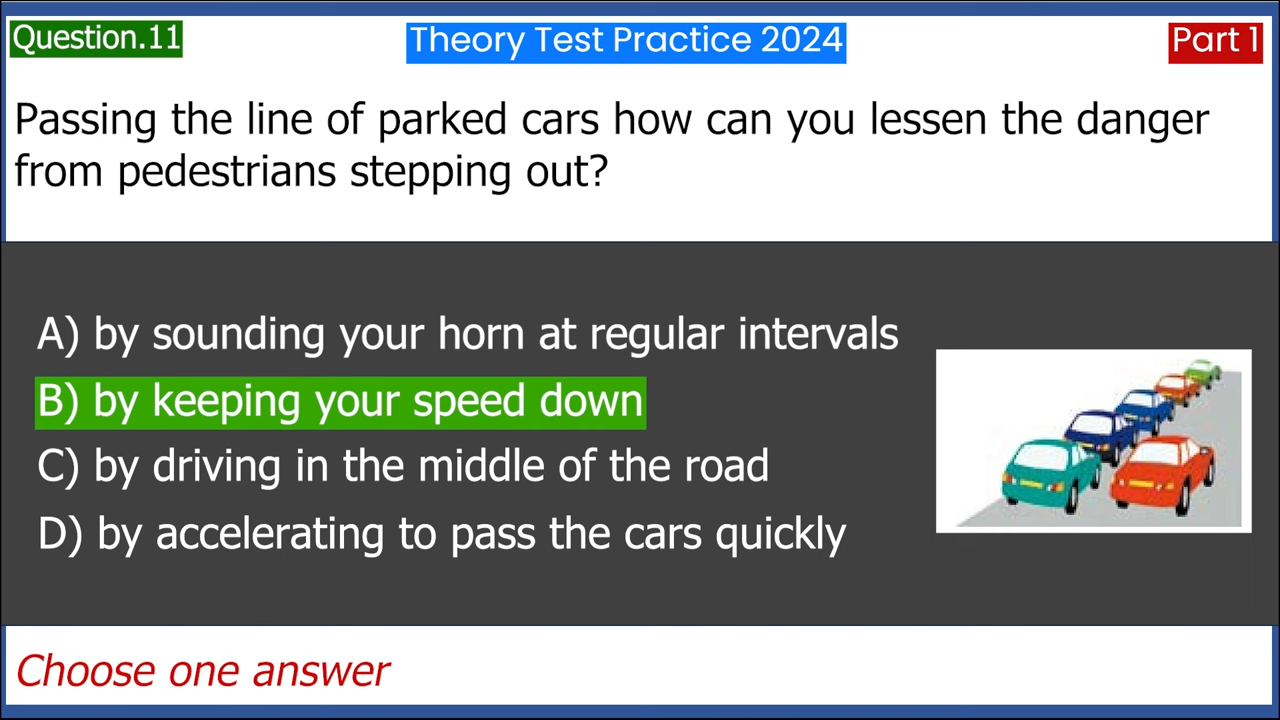 Question.11
Theory Test Practice 2024
Part 1
Passing the line of parked cars how can you lessen the danger
from pedestrians stepping out?
A) by sounding your horn at regular intervals
B) by keeping your speed down
C) by driving in the middle of the road
D) by accelerating to pass the cars quickly
Choose one answer